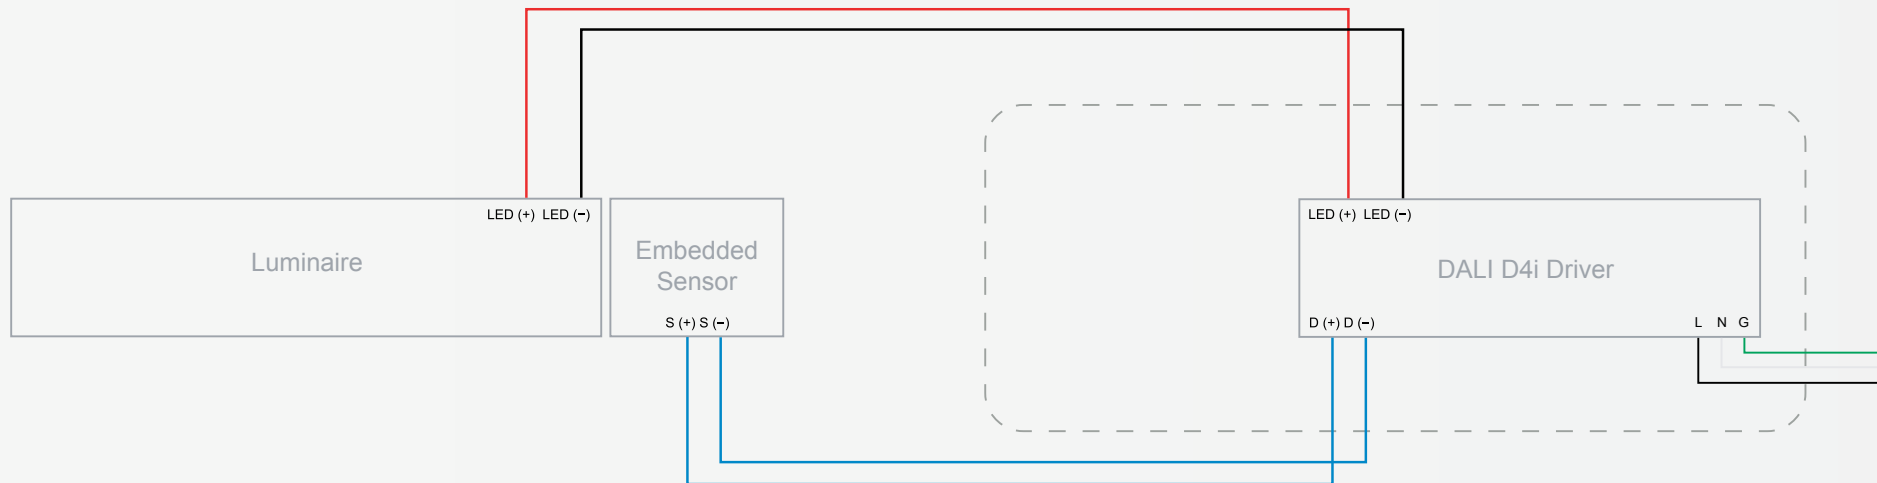 LED (+) LED (−)
Luminaire
Embedded
Sensor
S (+) S (−)
LED (+) LED (−)
DALI D4i Driver
D (+) D (−)
L N G